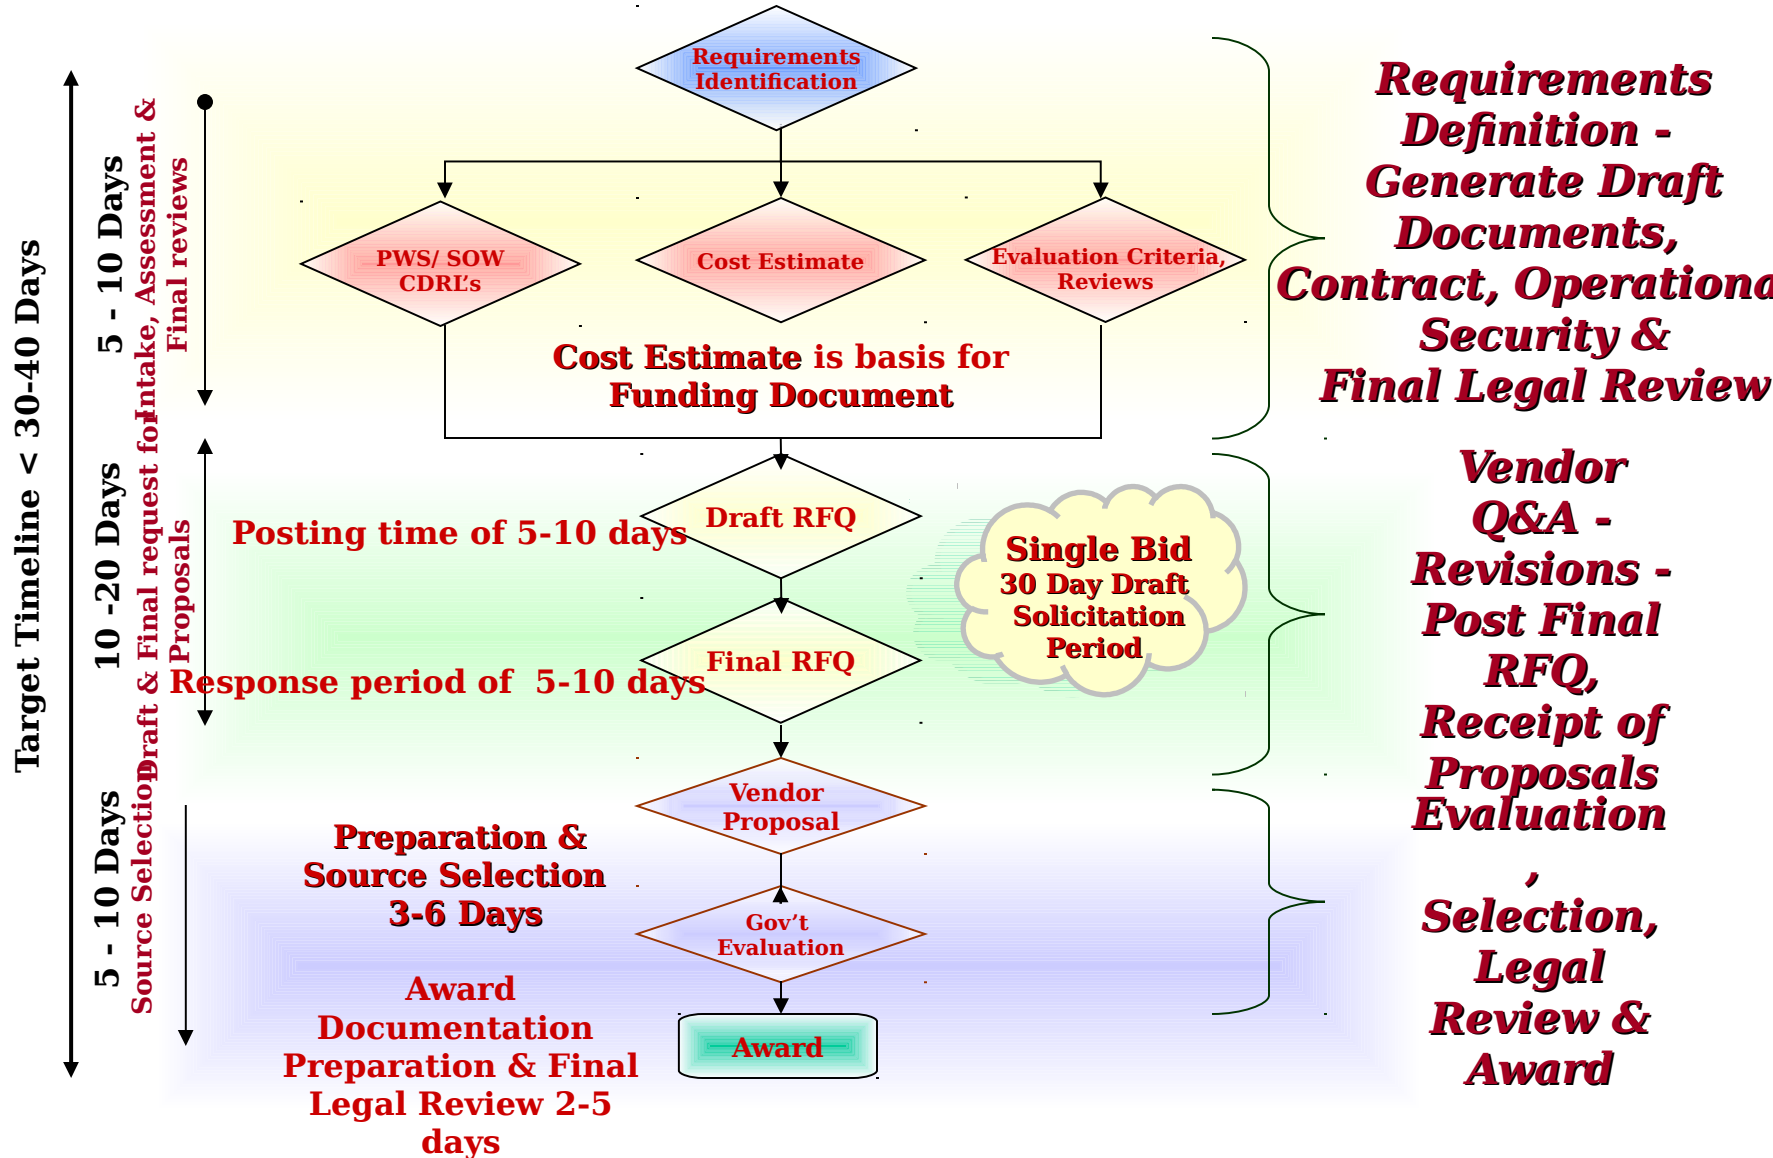 Target Timeline < 30-40 Days
5 - 10 Days
Intake, Assessment &
Final reviews
10 -20 Days
Draft & Final request for
Proposals
5 - 10 Days
Source Selection
Requirements
Identification
PWS/ SOW
CDRL’s
Cost Estimate
Evaluation Criteria,
Reviews
Cost Estimate is basis for
Funding Document
Posting time of 5-10 days
Draft RFQ
Response period of  5-10 days
Final RFQ
Single Bid
30 Day Draft
Solicitation
Period
Vendor
Proposal
Preparation &
Source Selection
3-6 Days
Gov’t
Evaluation
Award
Documentation
Preparation & Final
Legal Review 2-5
days
Award
Requirements
Definition -
Generate Draft
Documents,
Contract, Operationa
Security &
Final Legal Review
Vendor
Q&A -
Revisions -
Post Final
RFQ,
Receipt of
Proposals
Evaluation
,
Selection,
Legal
Review &
Award